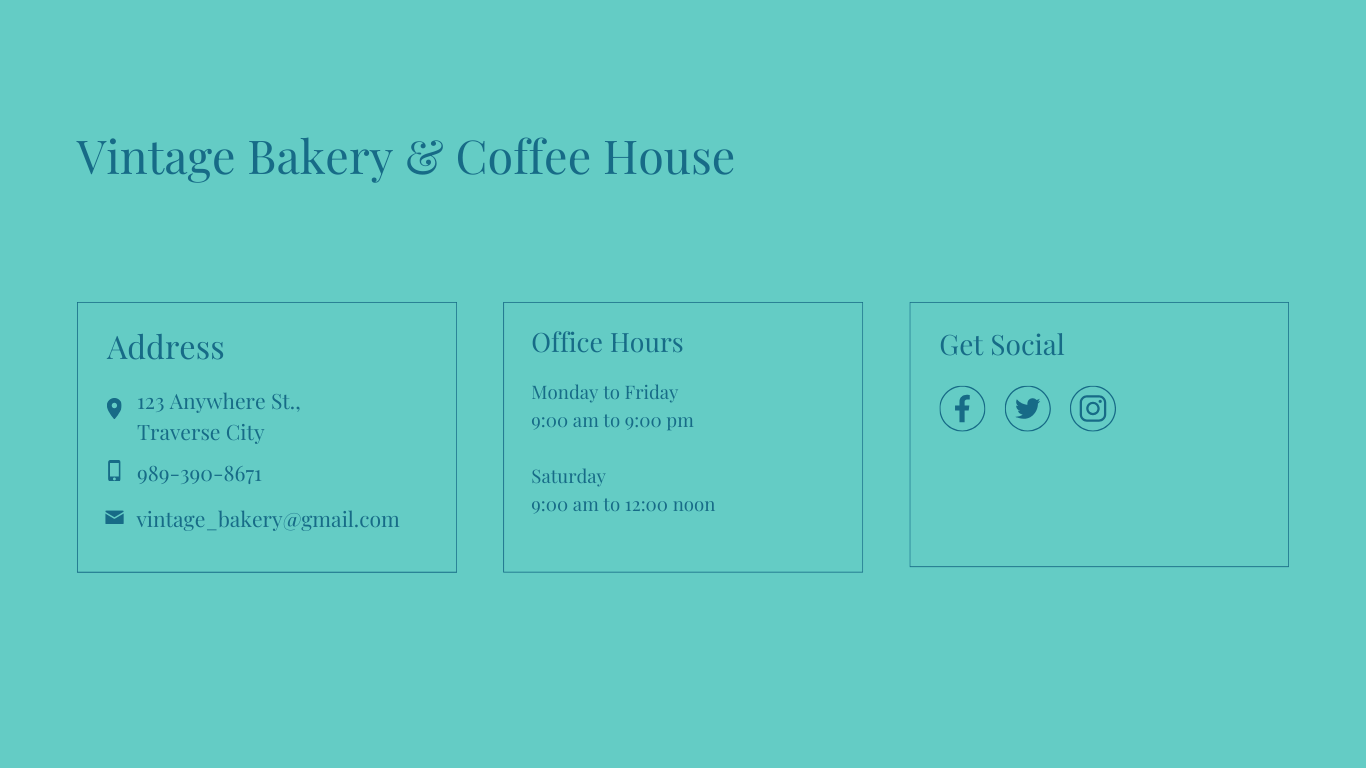 Vintage Bakery & Coffee House
Address
123 Anywhere St.,
Traverse City
989-390-8671
vintage_bakery@gmail.com
Office Hours
Monday to Friday
9:00 am to 9:00 pm
Saturday
9:00 am to 12:00 noon
Get Social